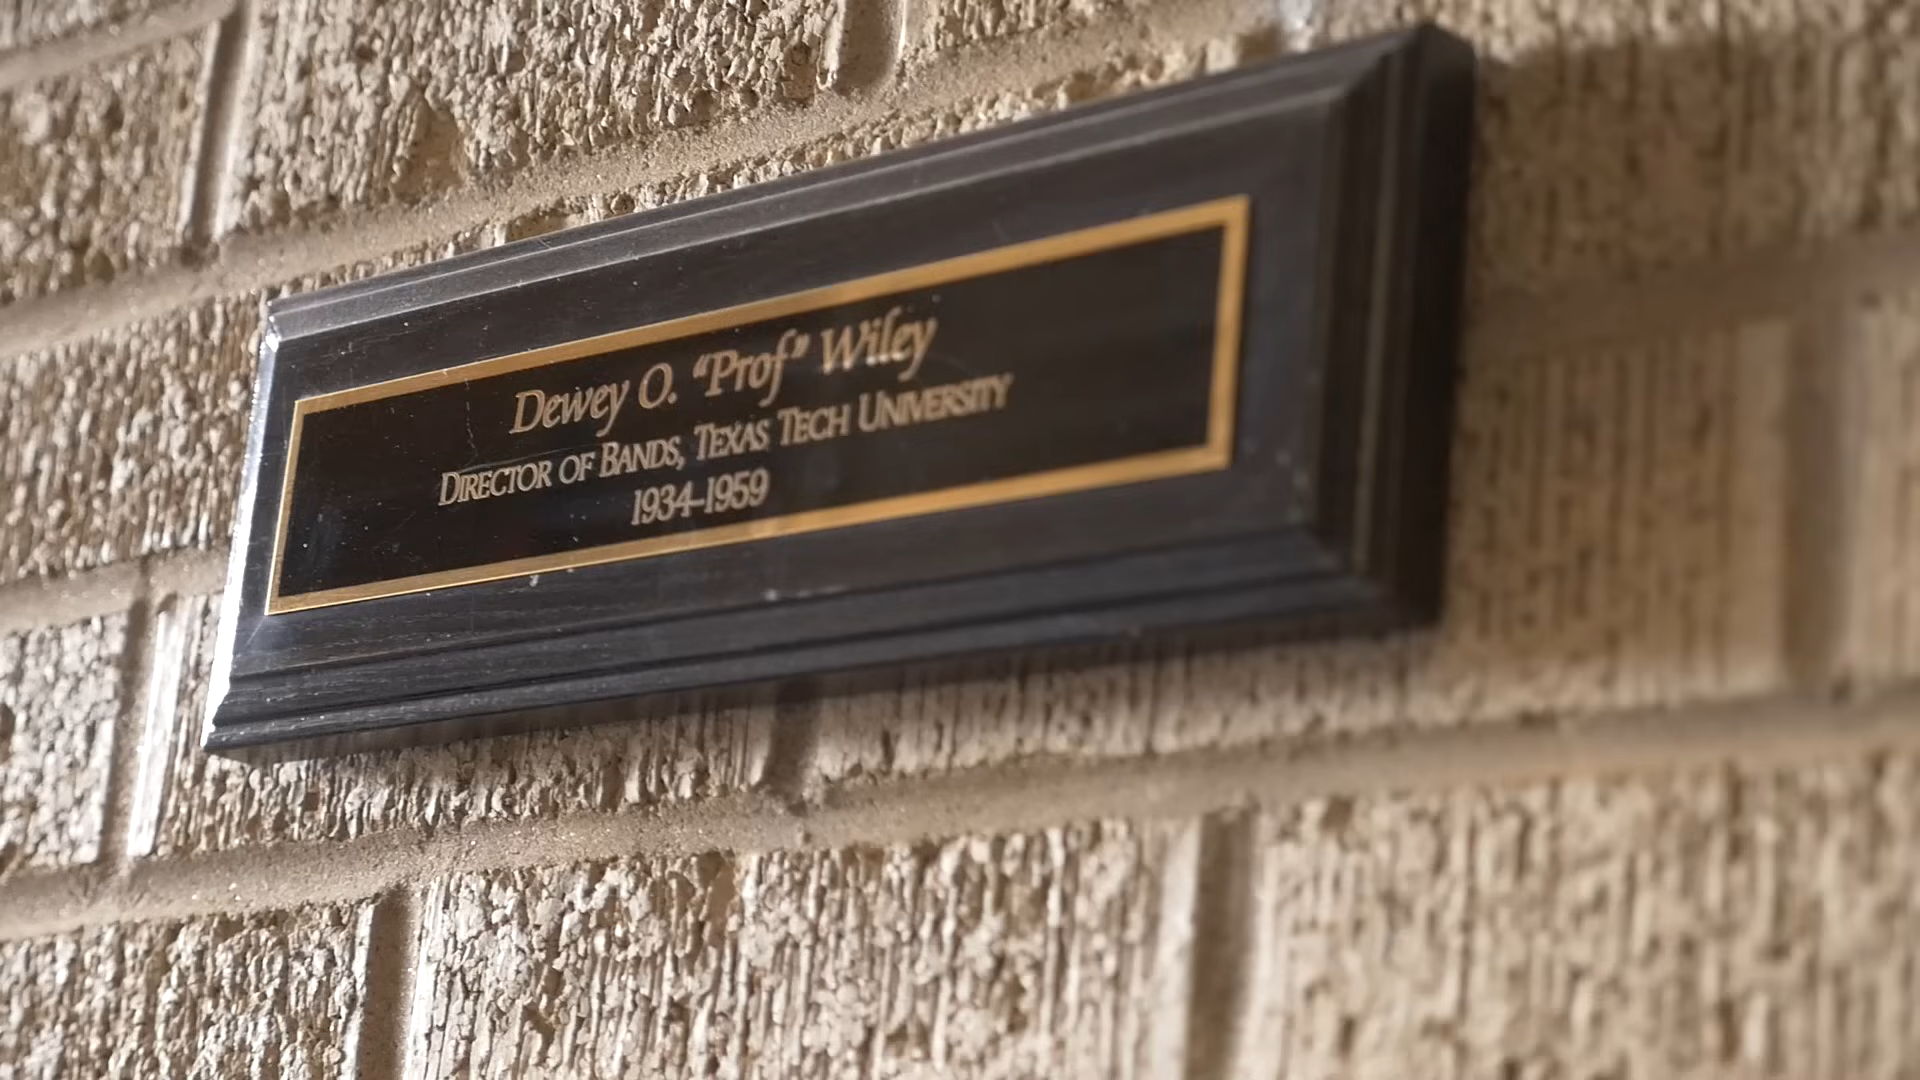 Dewey O. “Prof” Wiley
DIRECTOR OF BANDS, TEXAS TECH UNIVERSITY
1934–1959